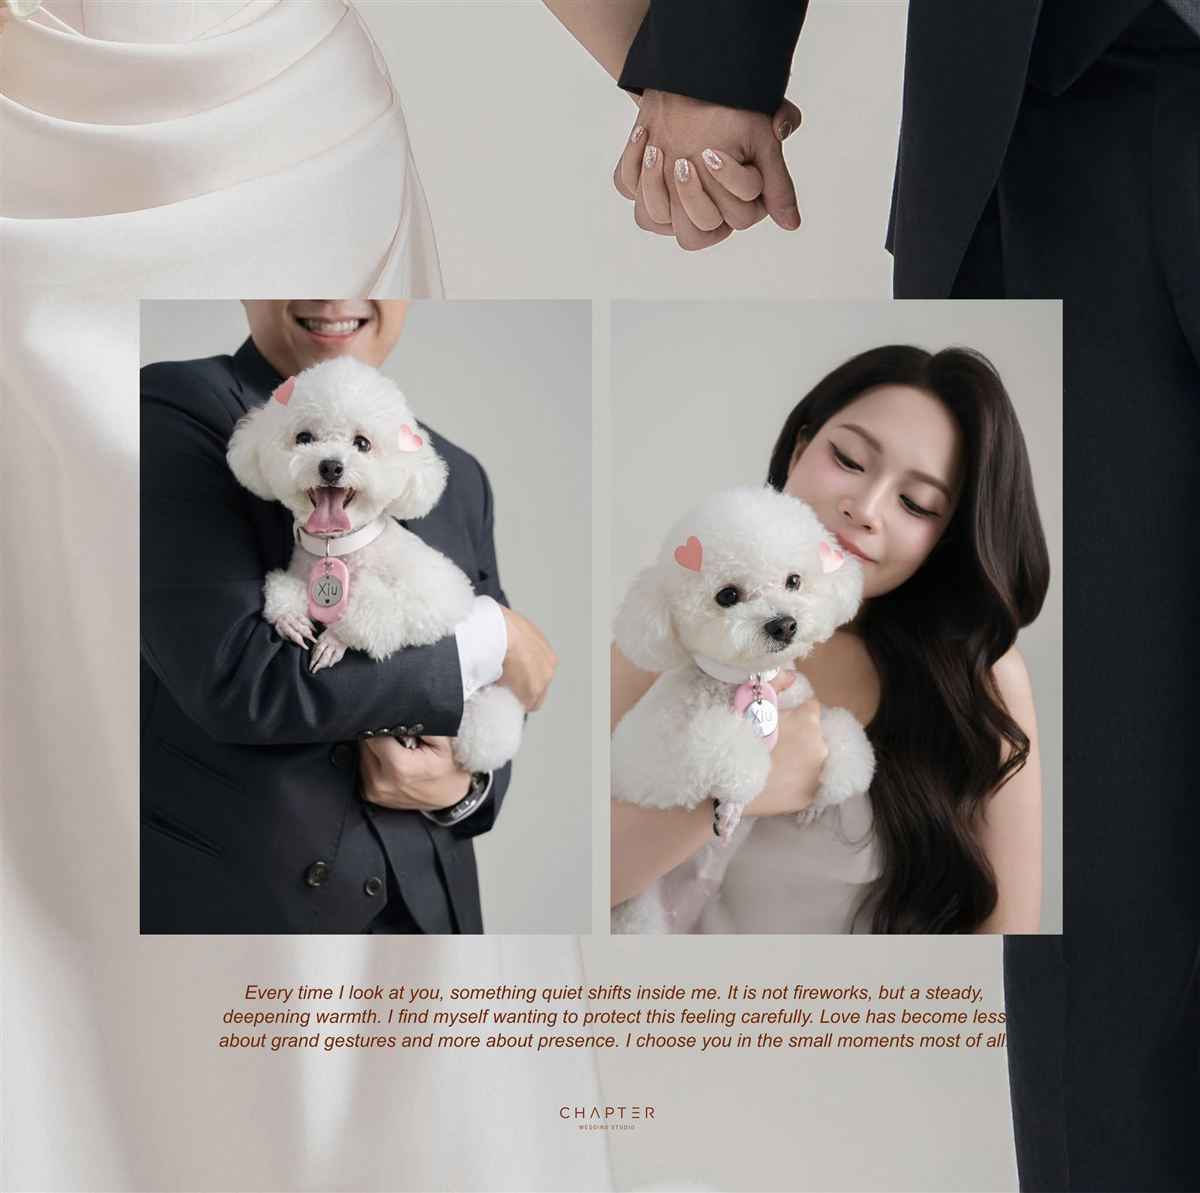 Xiu
Xiu
Every time I look at you, something quiet shifts inside me. It is not fireworks, but a steady,
deepening warmth. I find myself wanting to protect this feeling carefully. Love has become less
about grand gestures and more about presence. I choose you in the small moments most of all.
CHAPTER
WEDDING STUDIO